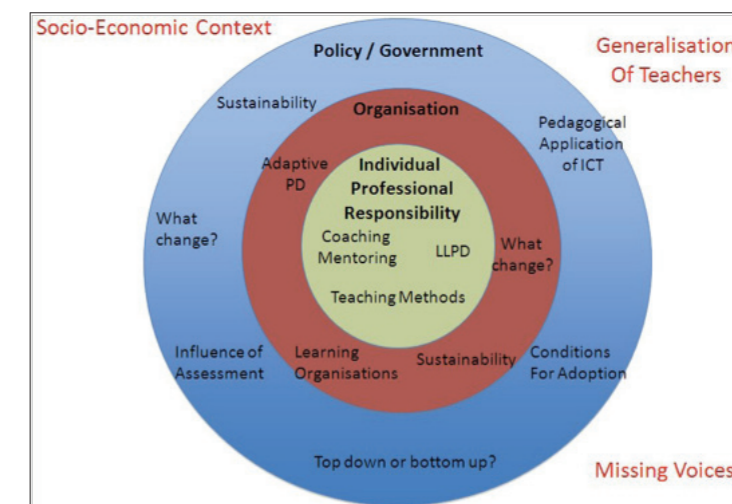 Socio-Economic Context
Policy / Government
Generalisation
Of Teachers
Sustainability
Organisation
Pedagogical
Application
of ICT
Adaptive
PD
Individual
Professional
Responsibility
What
change?
Coaching
Mentoring
LLPD
What
change?
Teaching Methods
Influence of
Assessment
Learning
Organisations
Sustainability
Conditions
For Adoption
Top down or bottom up?
Missing Voices